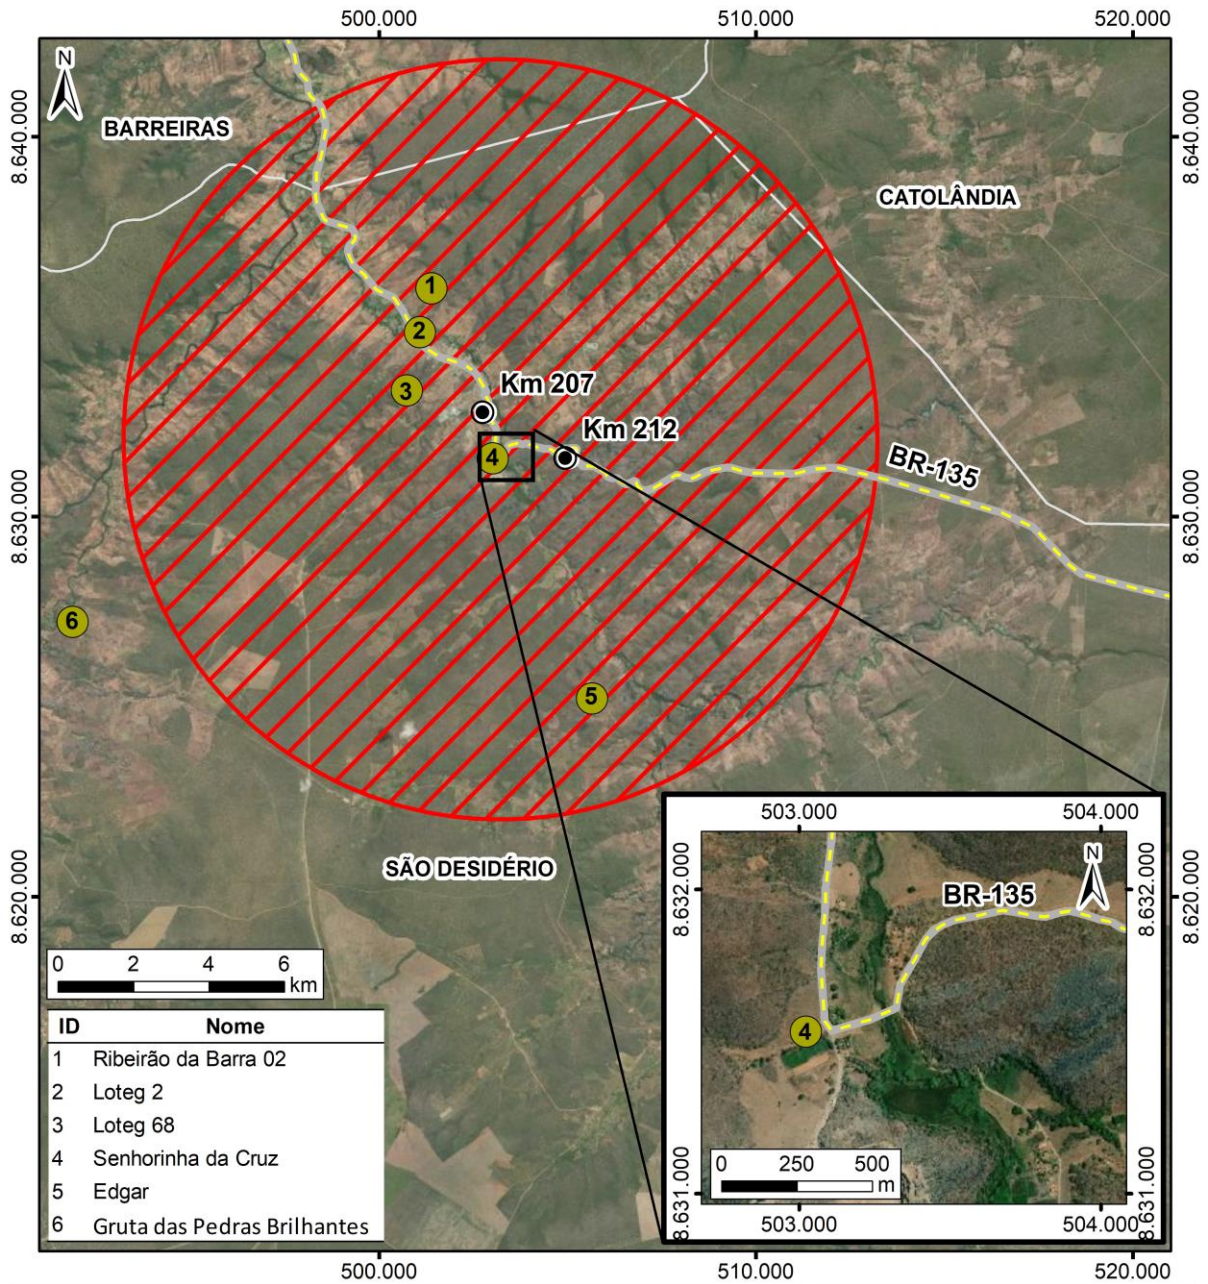 500.000 510.000 520.000
N
8.640.000 8.640.000
BARREIRAS
CATOLÂNDIA
1
2
3
Km 207
Km 212
4
BR-135
8.630.000 8.630.000
6
5
SÃO DESIDÉRIO
8.620.000 8.620.000
0 2 4 6
km
ID Nome
1 Ribeirão da Barra 02
2 Loteg 2
3 Loteg 68
4 Senhorinha da Cruz
5 Edgar
6 Gruta das Pedras Brilhantes
503.000 504.000
N
8.632.000 8.632.000
BR-135
4
0 250 500
m
8.631.000 8.631.000
503.000 504.000
500.000 510.000 520.000